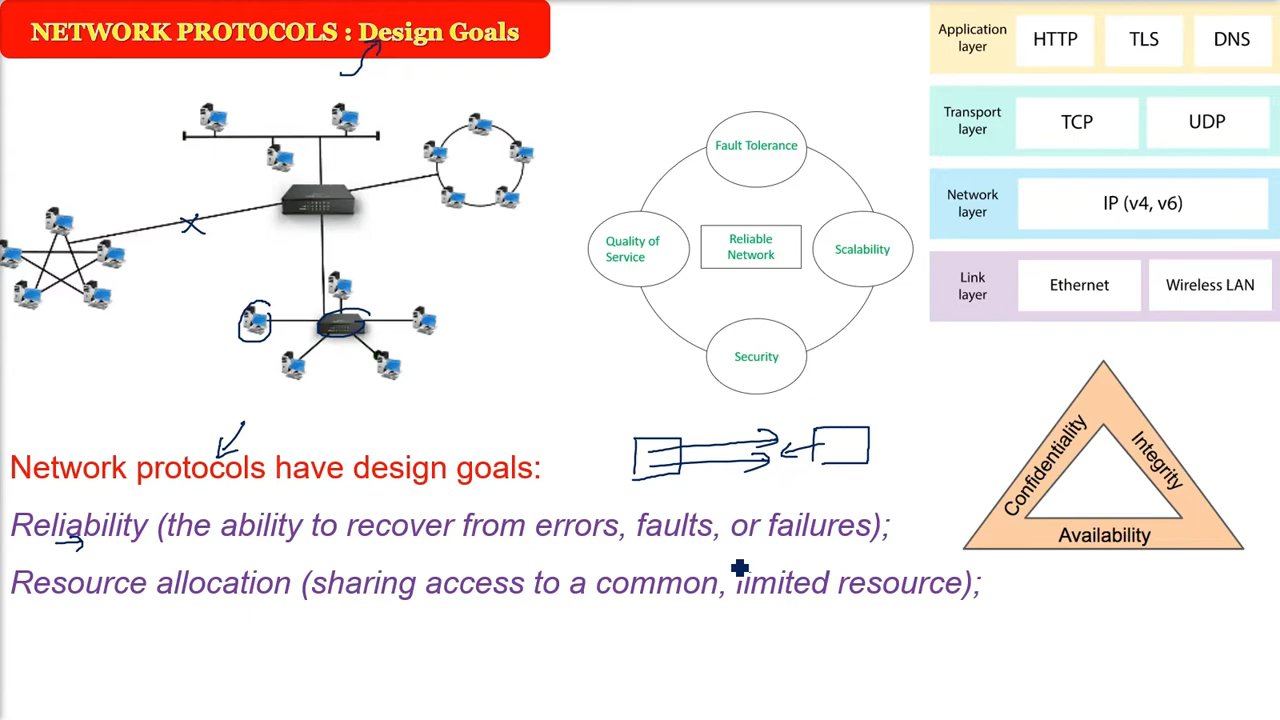 NETWORK PROTOCOLS : Design Goals
Application layer
HTTP
TLS
DNS
Transport layer
TCP
UDP
Network layer
IP (v4, v6)
Link layer
Ethernet
Wireless LAN
Fault Tolerance
Quality of
Service
Reliable
Network
Scalability
Security
Confidentiality
Integrity
Availability
Network protocols have design goals:
Reliability (the ability to recover from errors, faults, or failures);
Resource allocation (sharing access to a common, limited resource);